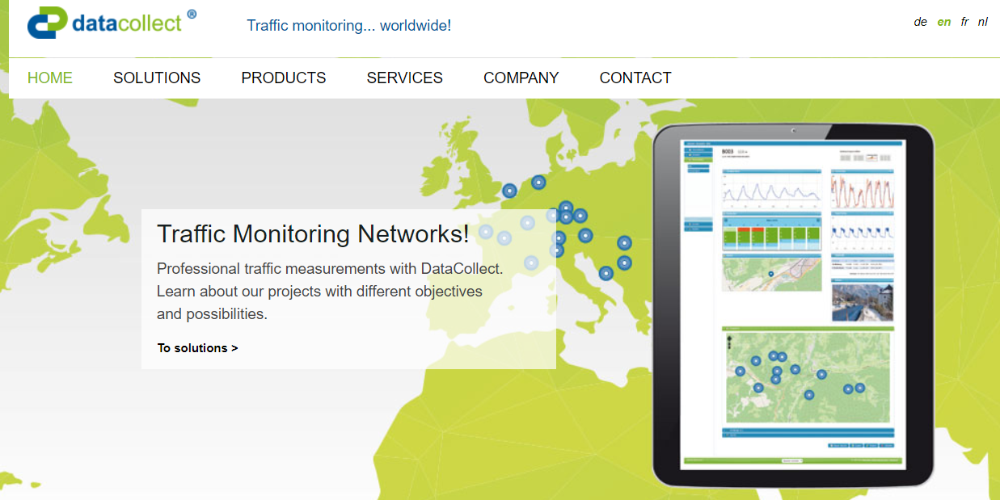 datacollect ®
Traffic monitoring... worldwide!
de en fr nl
HOME SOLUTIONS PRODUCTS SERVICES COMPANY CONTACT
Traffic Monitoring Networks!
Professional traffic measurements with DataCollect.
Learn about our projects with different objectives
and possibilities.
To solutions >